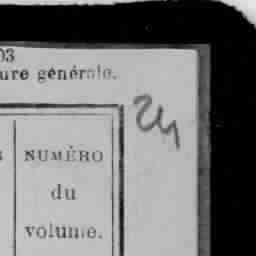 03
ure générale.
24
S NUMÉRO
du
volume.